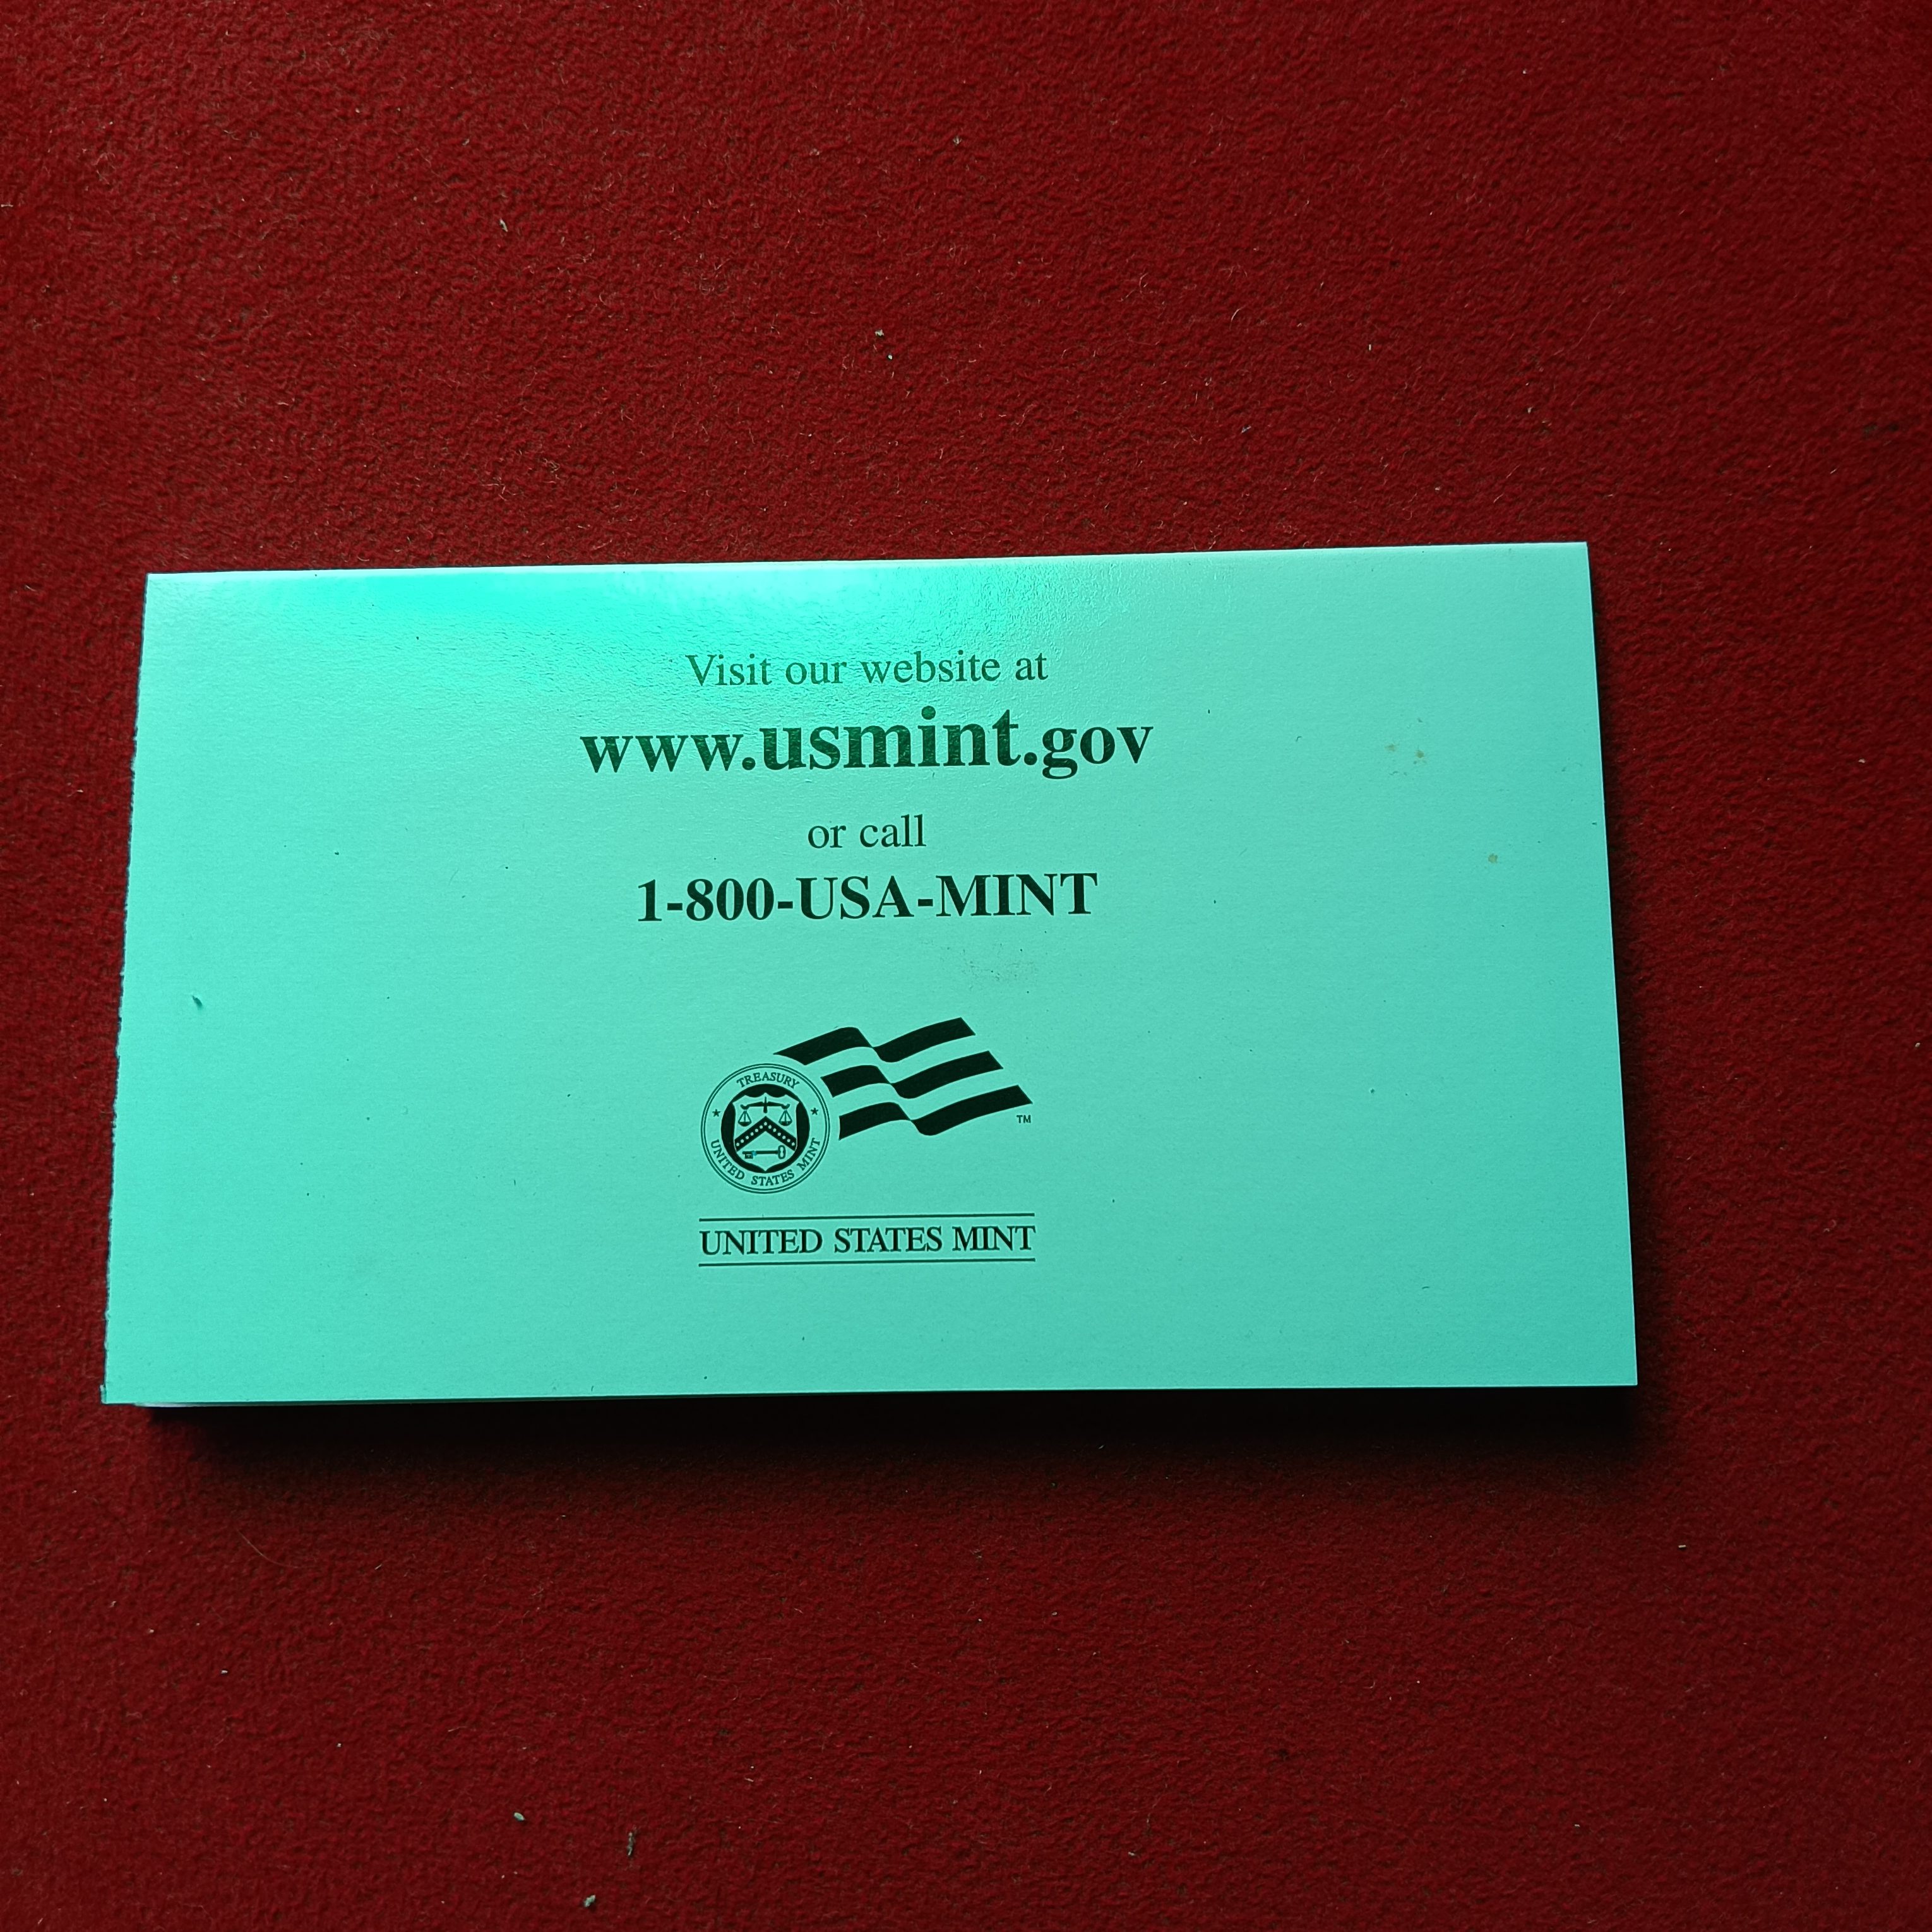 Visit our website at
www.usmint.gov
or call
1-800-USA-MINT
TREASURY
UNITED STATES MINT
TM
UNITED STATES MINT